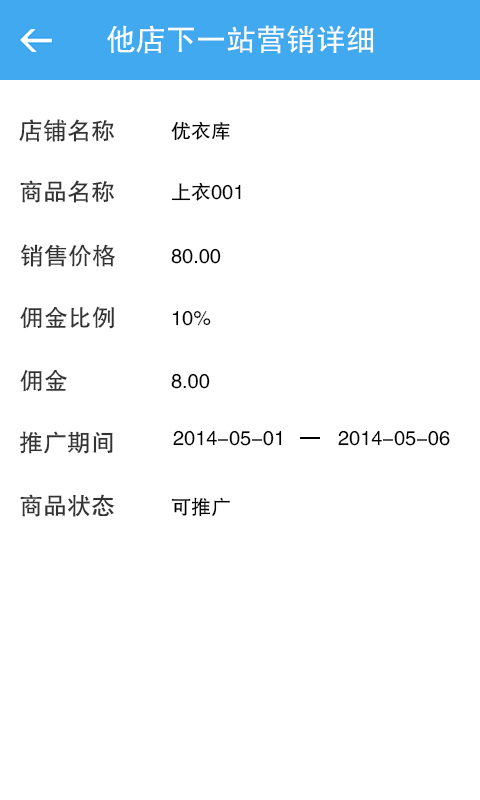 他店下一站营销详细
店铺名称 优衣库
商品名称 上衣001
销售价格 80.00
佣金比例 10%
佣金 8.00
推广期间 2014-05-01 — 2014-05-06
商品状态 可推广